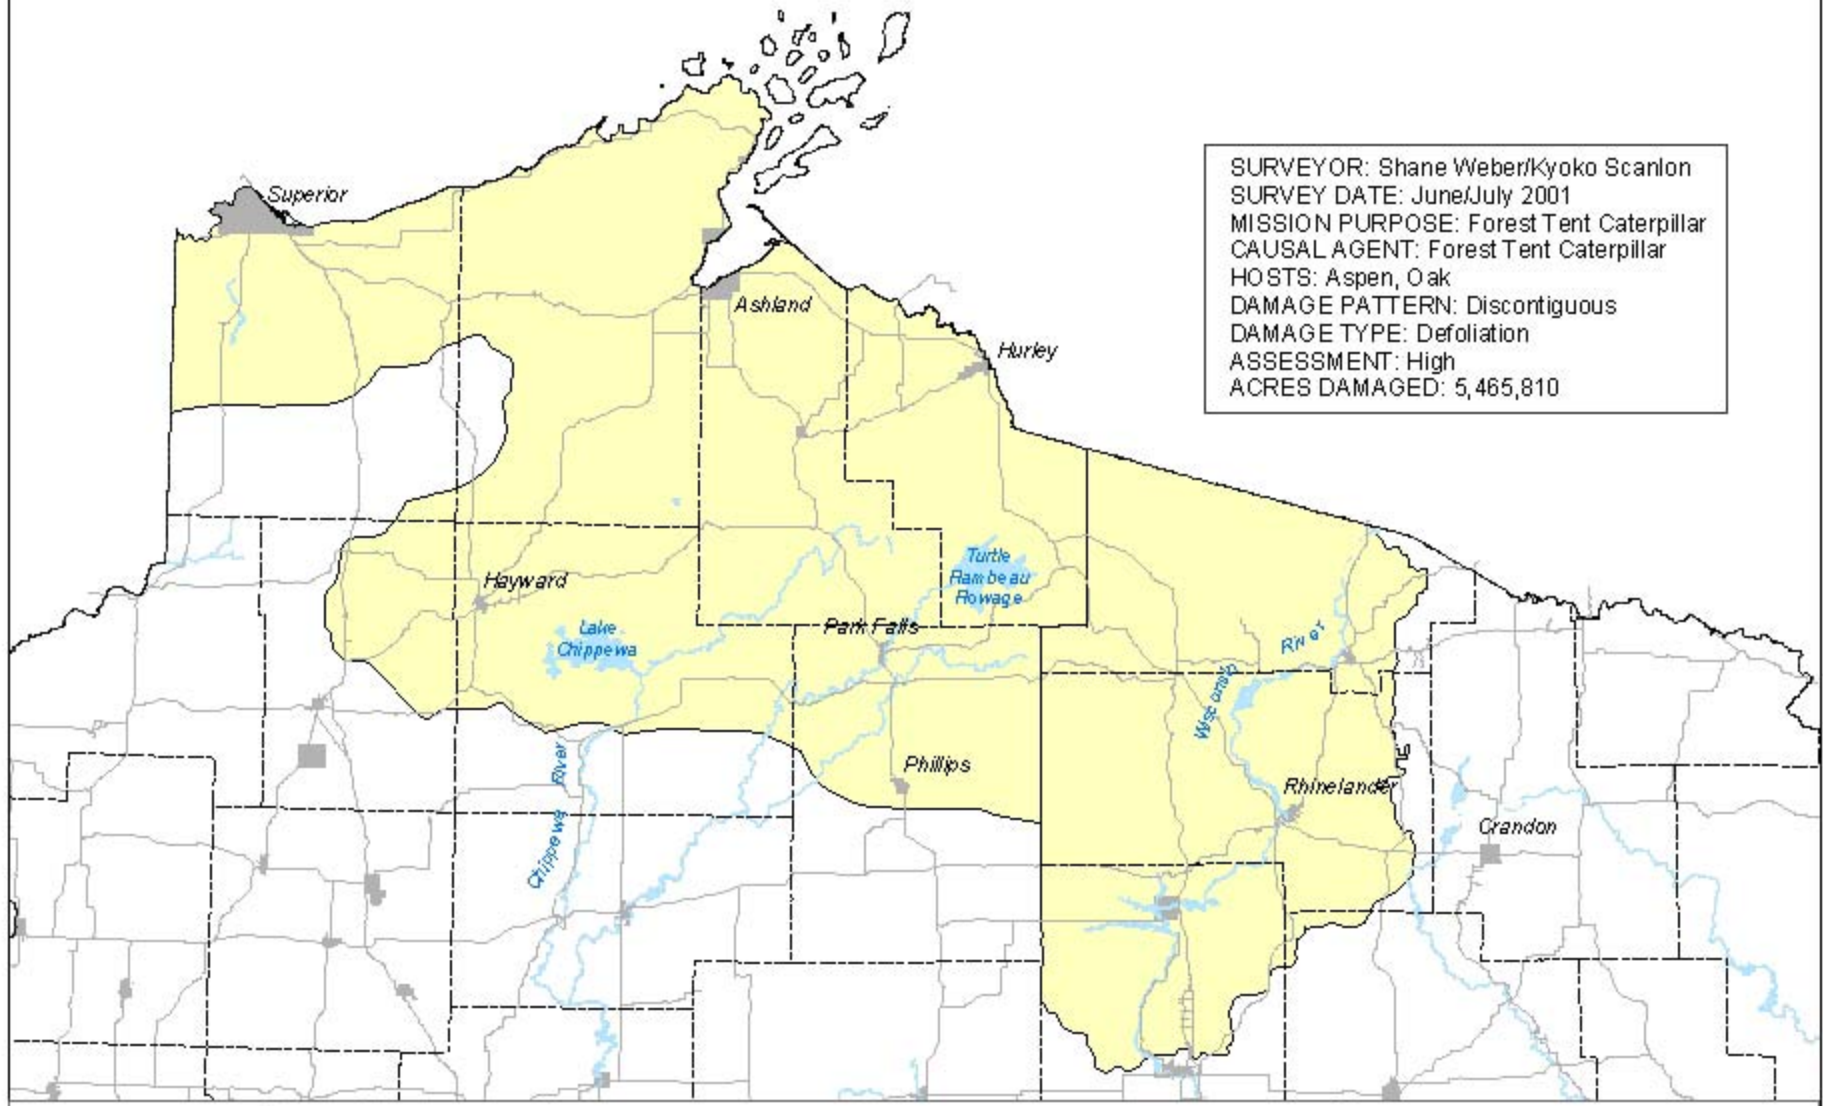 Superior
SURVEYOR: Shane Weber/Kyoko Scanlon
SURVEY DATE: June/July 2001
MISSION PURPOSE: Forest Tent Caterpillar
CAUSAL AGENT: Forest Tent Caterpillar
HOSTS: Aspen, Oak
DAMAGE PATTERN: Discontiguous
DAMAGE TYPE: Defoliation
ASSESSMENT: High
ACRES DAMAGED: 5,465,810
Ashland
Hurley
Hayward
Turtle
Rambeau
Flowage
Lake
Chippewa
Park Falls
Wisconsin River
Phillips
Rhinelander
Chippewa River
Crandon